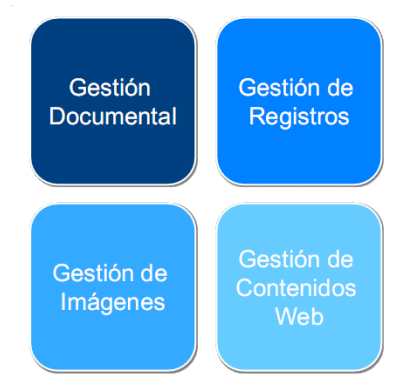 Gestión
Documental
Gestión de
Registros
Gestión de
Imágenes
Gestión de
Contenidos
Web